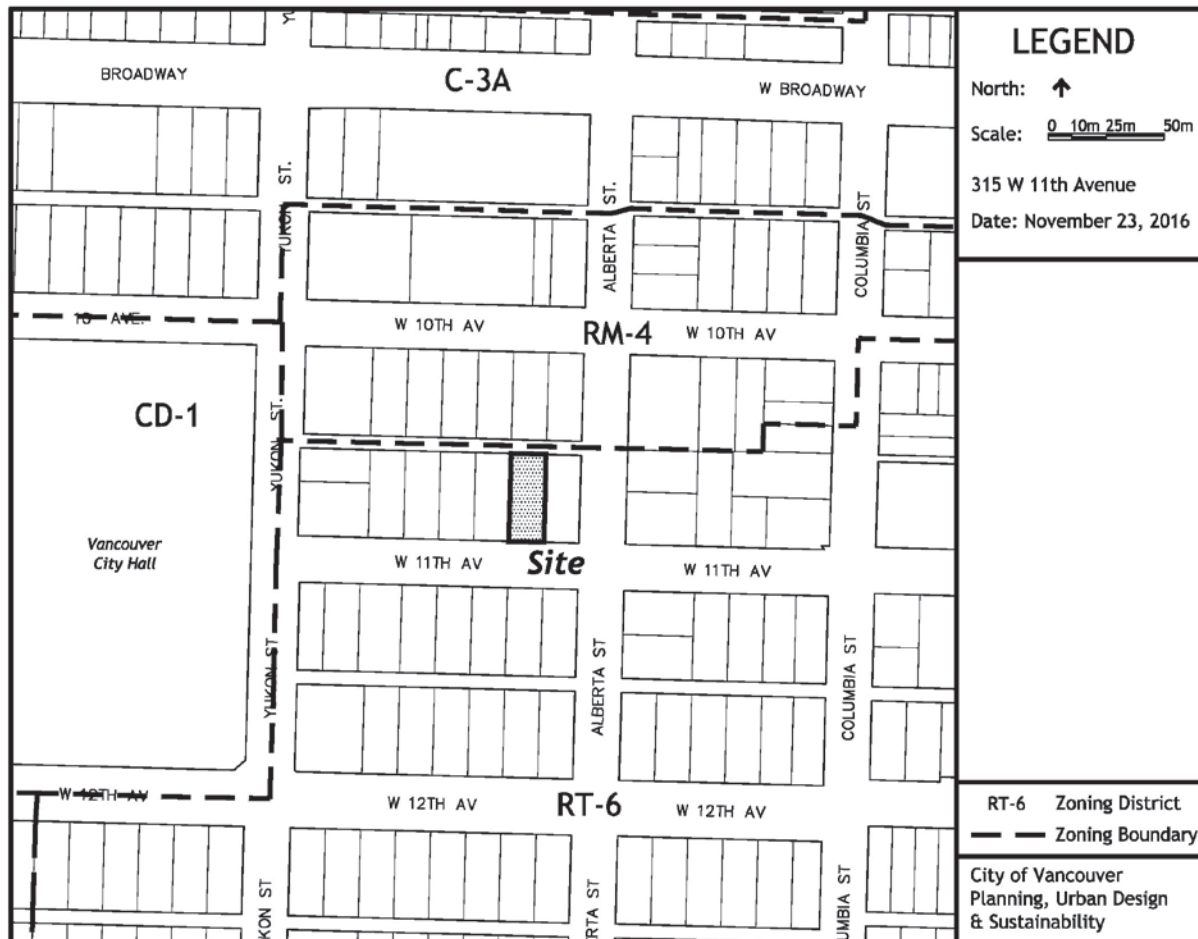 YU
BROADWAY
C-3A
W BROADWAY
YUKON ST.
ALBERTA ST.
COLUMBIA ST
10 AVE.
W 10TH AV
RM-4
W 10TH AV
CD-1
YUKON ST.
Vancouver
City Hall
W 11TH AV
Site
W 11TH AV
YUKON ST
ALBERTA ST
COLUMBIA ST
W 12TH AV
W 12TH AV
RT-6
W 12TH AV
KON ST
ERTA ST
UMBIA ST
LEGEND
North:
Scale: 0 10m 25m 50m
315 W 11th Avenue
Date: November 23, 2016
RT-6 Zoning District
Zoning Boundary
City of Vancouver
Planning, Urban Design
& Sustainability